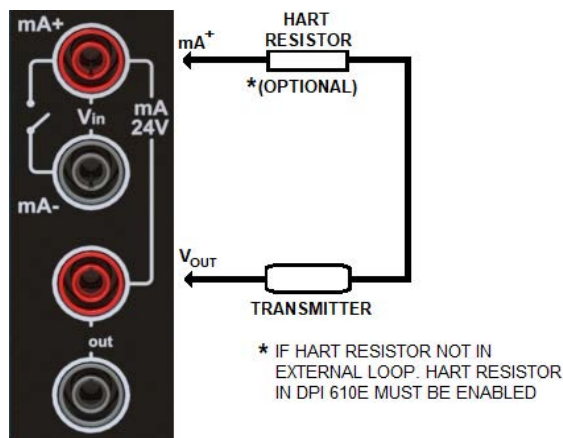 mA+
Vin
mA
24V
mA-
out
HART
RESISTOR
mA+
*(OPTIONAL)
VOUT
TRANSMITTER
* IF HART RESISTOR NOT IN
EXTERNAL LOOP. HART RESISTOR
IN DPI 610E MUST BE ENABLED